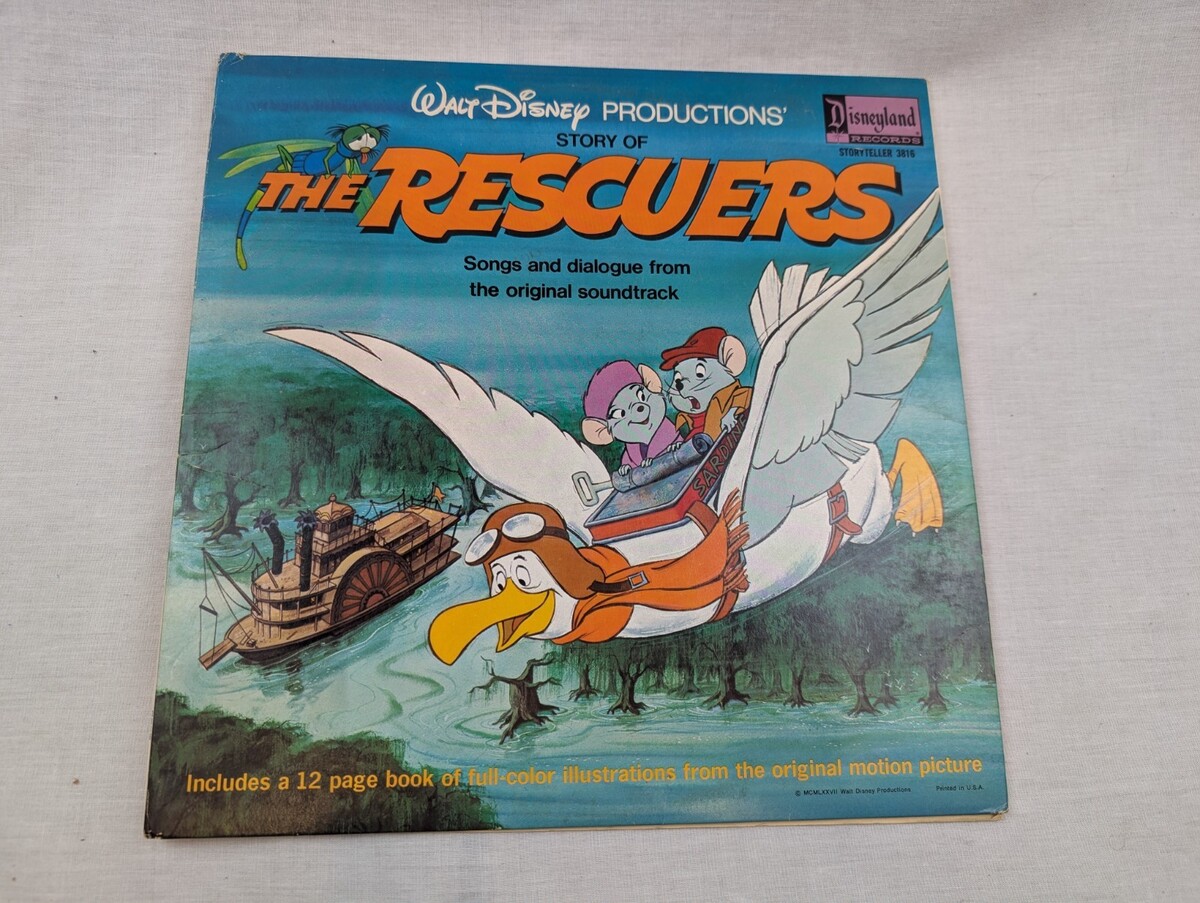 Walt Disney PRODUCTIONS'
Disneyland
RECORDS
STORYTELLER 3816
STORY OF
THE RESCUERS
Songs and dialogue from
the original soundtrack
SARDIN
Includes a 12 page book of full-color illustrations from the original motion picture
© MCMLXXVII Walt Disney Productions Printed in U.S.A.